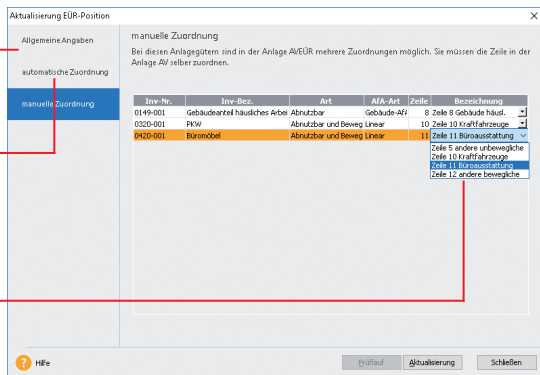 Aktualisierung EÜR-Position
Allgemeine Angaben
automatische Zuordnung
manuelle Zuordnung
manuelle Zuordnung
Bei diesen Anlagegütern sind in der Anlage AVEÜR mehrere Zuordnungen möglich. Sie müssen die Zeile in der
Anlage AV selber zuordnen.
Inv-Nr. Inv-Bez. Art AfA-Art Zeile Bezeichnung
0149-001 Gebäudeanteil häusliches Arbei Abnutzbar Gebäude-AfA 8 Zeile 8 Gebäude häusl.
0320-001 PKW Abnutzbar und Beweg Linear 10 Zeile 10 Kraftfahrzeuge
0420-001 Büromöbel Abnutzbar und Beweg Linear 11 Zeile 11 Büroausstattung
Zeile 5 andere unbewegliche
Zeile 10 Kraftfahrzeuge
Zeile 11 Büroausstattung
Zeile 12 andere bewegliche
? Hilfe Prüflauf Aktualisierung Schließen